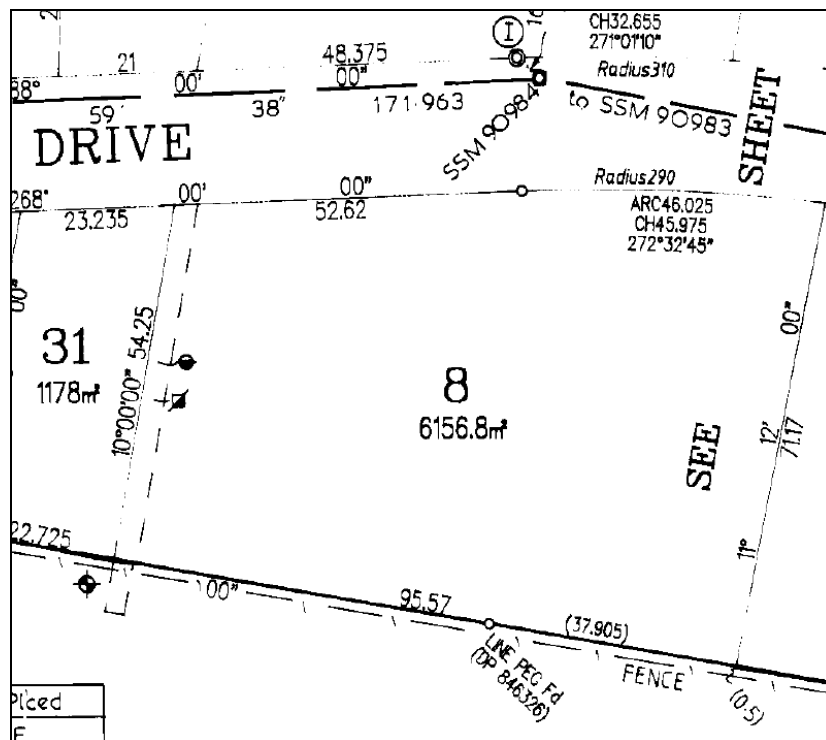 CH32.655
271°01'10"
I
48.375
21
00'
00"
Radius310
88°
59'
38"
171.963
SSM 90984
to SSM 90983
SHEET
DRIVE
268°
00'
00"
Radius290
23.235
52.62
ARC46.025
CH45.975
272°32'45"
00"
00"
31
1178m²
10°00'00" 54.25
8
6156.8m²
SEE
11°
12'
71.17
22.725
00"
95.57
(37.905)
LINE PEG Fd
(DP 846326)
FENCE
(0.5)
Placed